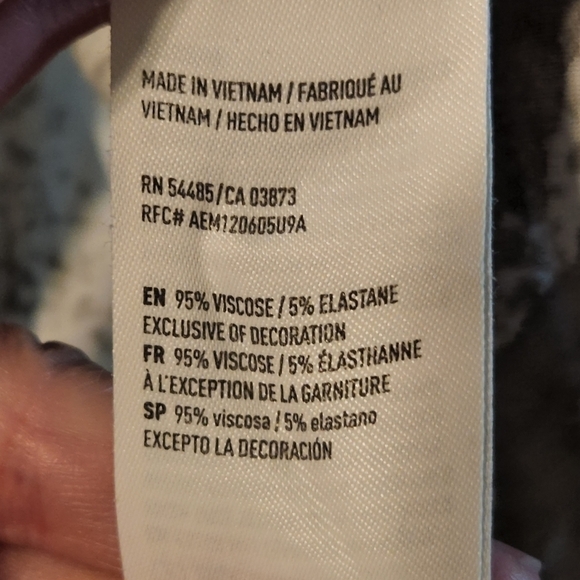 MADE IN VIETNAM / FABRIQUÉ AU
VIETNAM / HECHO EN VIETNAM
RN 54485/CA 03873
RFC# AEM120605U9A
EN 95% VISCOSE / 5% ELASTANE
EXCLUSIVE OF DECORATION
FR 95% VISCOSE / 5% ÉLASTHANNE
À L'EXCEPTION DE LA GARNITURE
SP 95% viscosa / 5% elastano
EXCEPTO LA DECORACIÓN